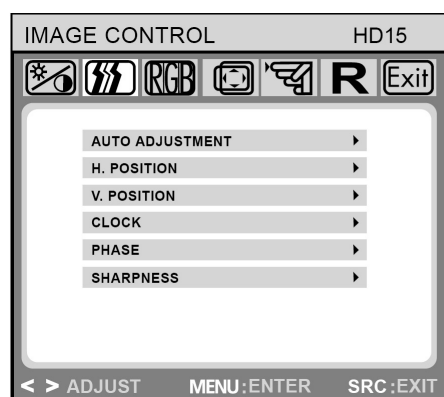 IMAGE CONTROL HD15
RGB R Exit
AUTO ADJUSTMENT
H. POSITION
V. POSITION
CLOCK
PHASE
SHARPNESS
< > ADJUST MENU:ENTER SRC:EXIT